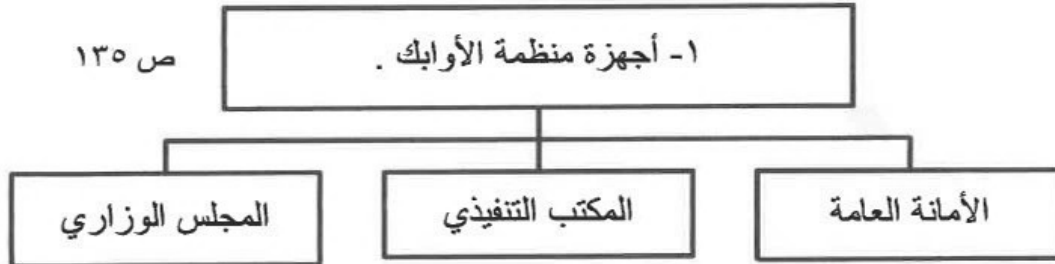 ١- أجهزة منظمة الأوابك .
ص ١٣٥
الأمانة العامة
المكتب التنفيذي
المجلس الوزاري